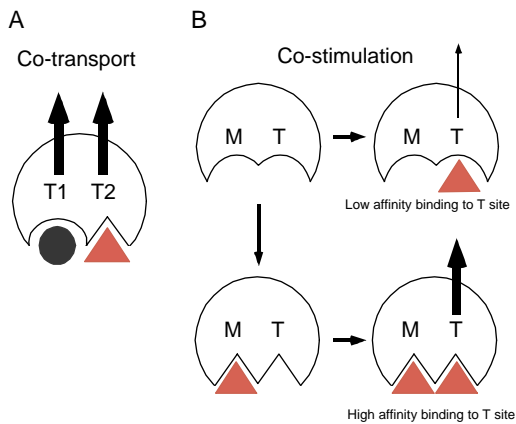 A
B
Co-transport
Co-stimulation
T1 T2
M T
M T
Low affinity binding to T site
M T
M T
High affinity binding to T site